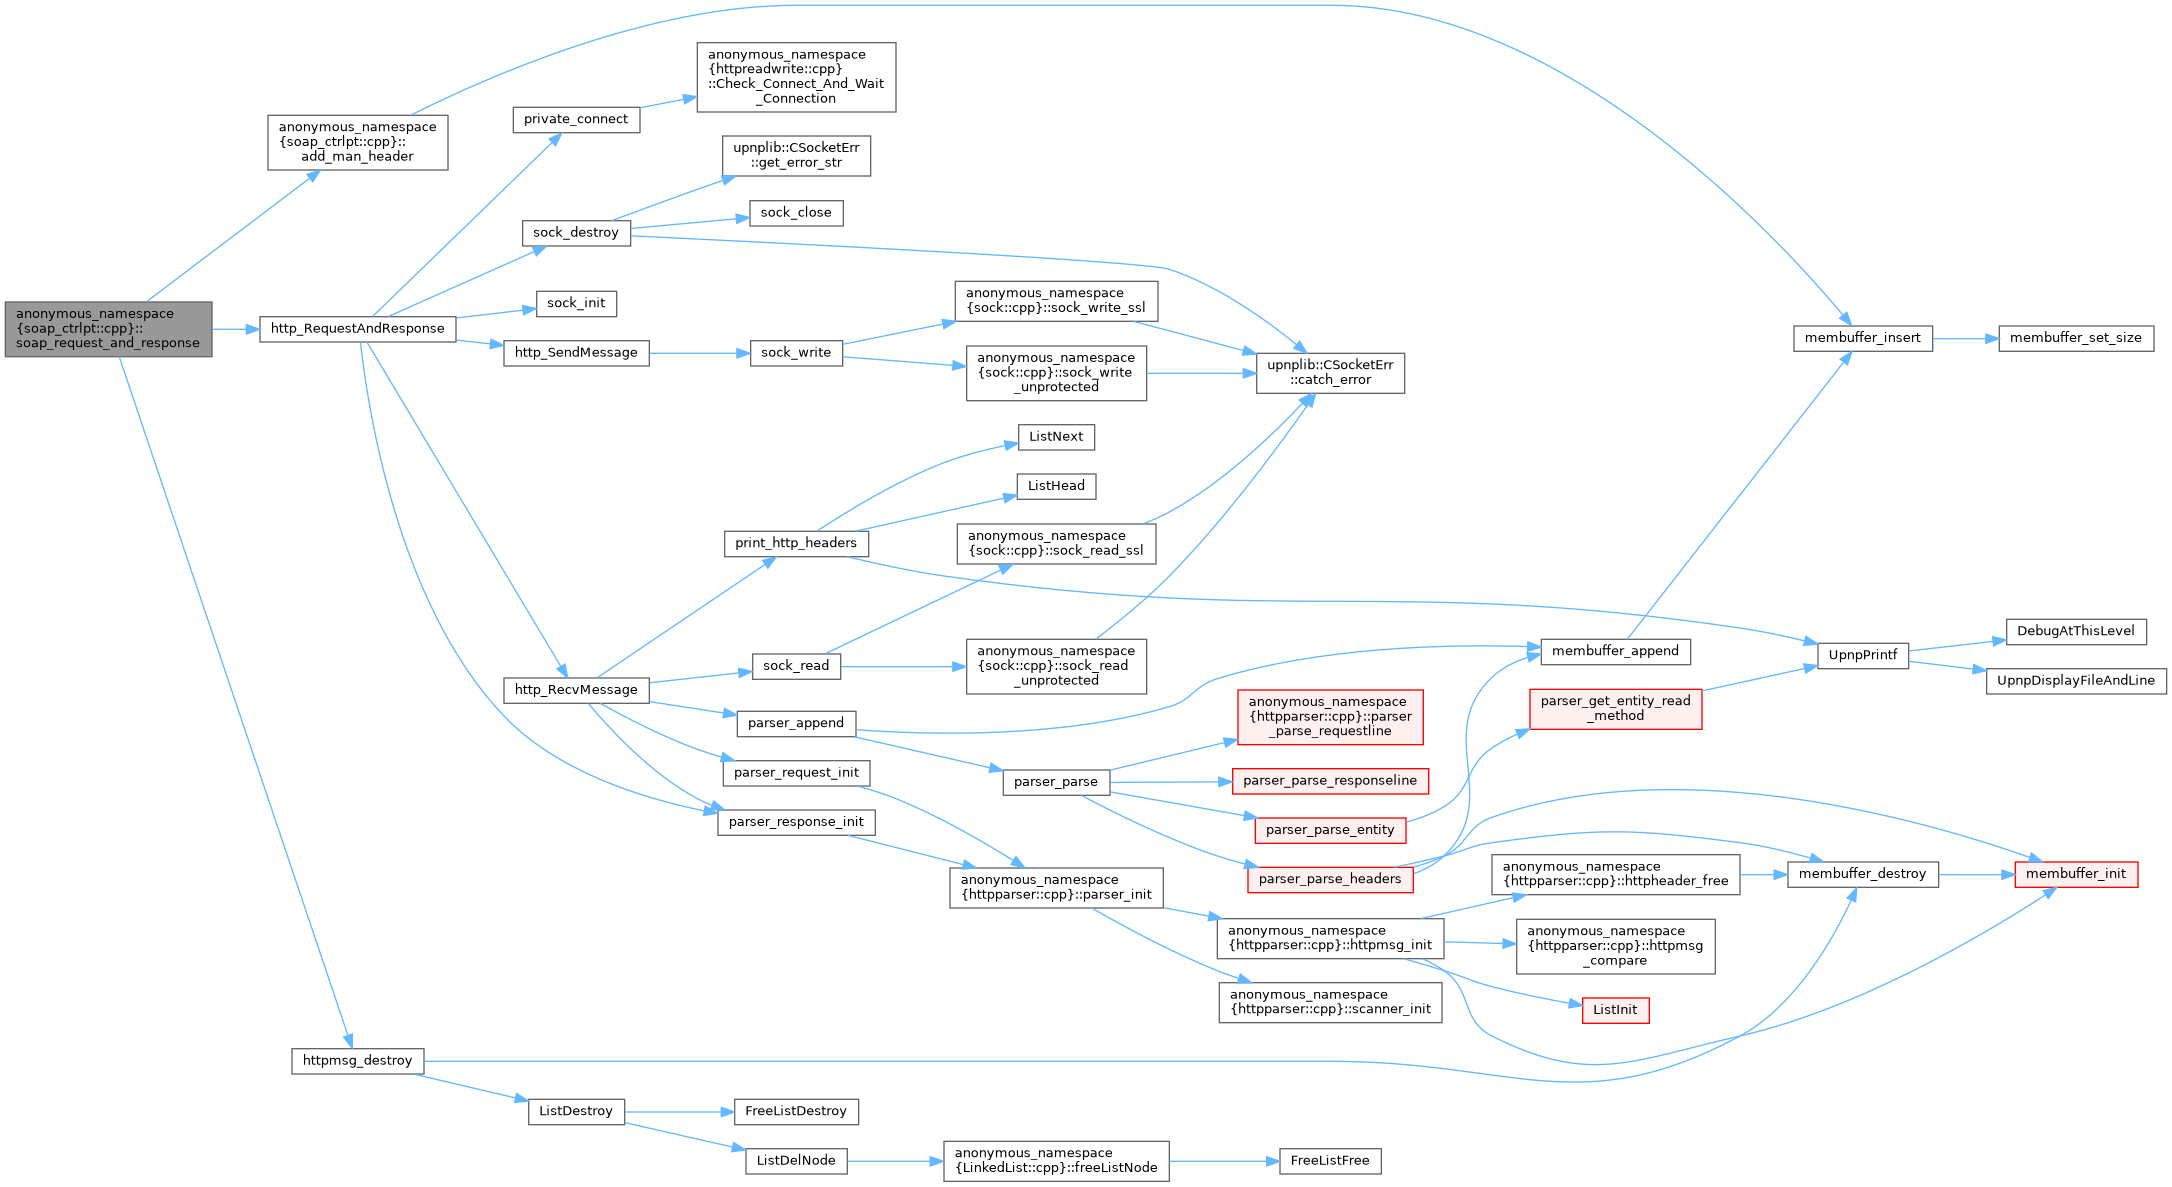 anonymous_namespace
{soap_ctrlpt::cpp}::
soap_request_and_response
anonymous_namespace
{soap_ctrlpt::cpp}::
add_man_header
http_RequestAndResponse
httpmsg_destroy
private_connect
sock_destroy
sock_init
http_SendMessage
http_RecvMessage
ListDestroy
anonymous_namespace
{httpreadwrite::cpp}
::Check_Connect_And_Wait
_Connection
upnplib::CSocketErr
::get_error_str
sock_close
sock_write
print_http_headers
sock_read
parser_append
parser_request_init
parser_response_init
FreeListDestroy
ListDelNode
anonymous_namespace
{sock::cpp}::sock_write_ssl
anonymous_namespace
{sock::cpp}::sock_write
_unprotected
ListNext
ListHead
anonymous_namespace
{sock::cpp}::sock_read_ssl
anonymous_namespace
{sock::cpp}::sock_read
_unprotected
parser_parse
anonymous_namespace
{httpparser::cpp}::parser_init
anonymous_namespace
{LinkedList::cpp}::freeListNode
upnplib::CSocketErr
::catch_error
anonymous_namespace
{httpparser::cpp}::parser
_parse_requestline
parser_parse_responseline
parser_parse_entity
parser_parse_headers
anonymous_namespace
{httpparser::cpp}::httpmsg_init
anonymous_namespace
{httpparser::cpp}::scanner_init
FreeListFree
membuffer_append
parser_get_entity_read
_method
anonymous_namespace
{httpparser::cpp}::httpheader_free
anonymous_namespace
{httpparser::cpp}::httpmsg
_compare
ListInit
membuffer_insert
UpnpPrintf
membuffer_destroy
membuffer_set_size
DebugAtThisLevel
UpnpDisplayFileAndLine
membuffer_init